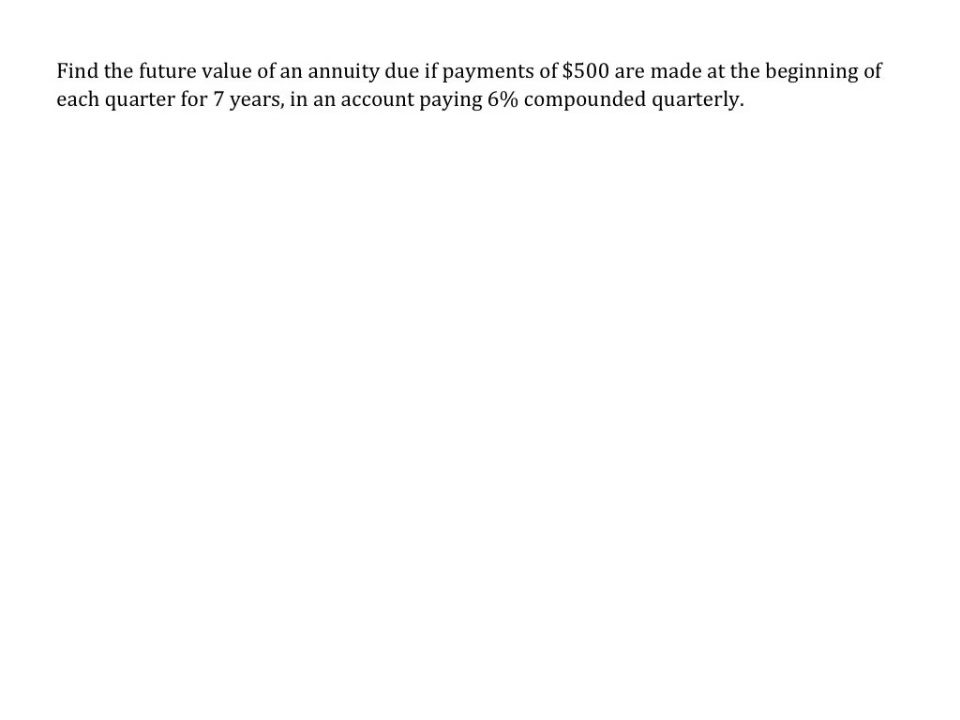 Find the future value of an annuity due if payments of $500 are made at the beginning of
each quarter for 7 years, in an account paying 6% compounded quarterly.